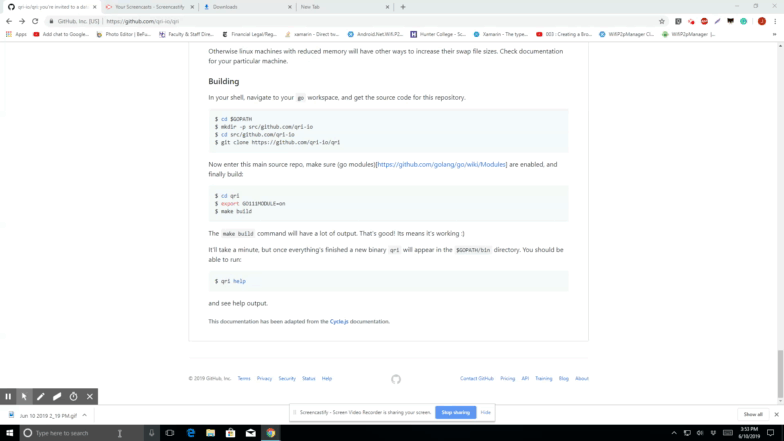 qri-io/qri: you're invited to a dat
Your Screencasts - Screencastify
Downloads
New Tab
GitHub, Inc. [US] | https://github.com/qri-io/qri
Apps
Add chat to Google...
Photo Editor | BeFu...
Faculty & Staff Dire...
Financial Legal/Reg...
xamarin - Direct to...
Android.Net.Wifi.P2...
Hunter College - Sc...
Xamarin - The type...
003 : Creating a Bro...
WifiP2pManager Cl...
WifiP2pManager |...
Otherwise linux machines with reduced memory will have other ways to increase their swap file sizes. Check documentation
for your particular machine.
Building
In your shell, navigate to your go workspace, and get the source code for this repository.
$ cd $GOPATH
$ mkdir -p src/github.com/qri-io
$ cd src/github.com/qri-io
$ git clone https://github.com/qri-io/qri
Now enter this main source repo, make sure (go modules)[https://github.com/golang/go/wiki/Modules] are enabled, and
finally build:
$ cd qri
$ export GO111MODULE=on
$ make build
The make build command will have a lot of output. That's good! Its means it's working :)
It'll take a minute, but once everything's finished a new binary qri will appear in the $GOPATH/bin directory. You should be
able to run:
$ qri help
and see help output.
This documentation has been adapted from the Cycle.js documentation.
© 2019 GitHub, Inc. Terms Privacy Security Status Help
Contact GitHub Pricing API Training Blog About
Jun 10 2019 2_19 PM.gif
Screencastify - Screen Video Recorder is sharing your screen.
Stop sharing
Hide
Show all
Type here to search
3:53 PM
6/10/2019